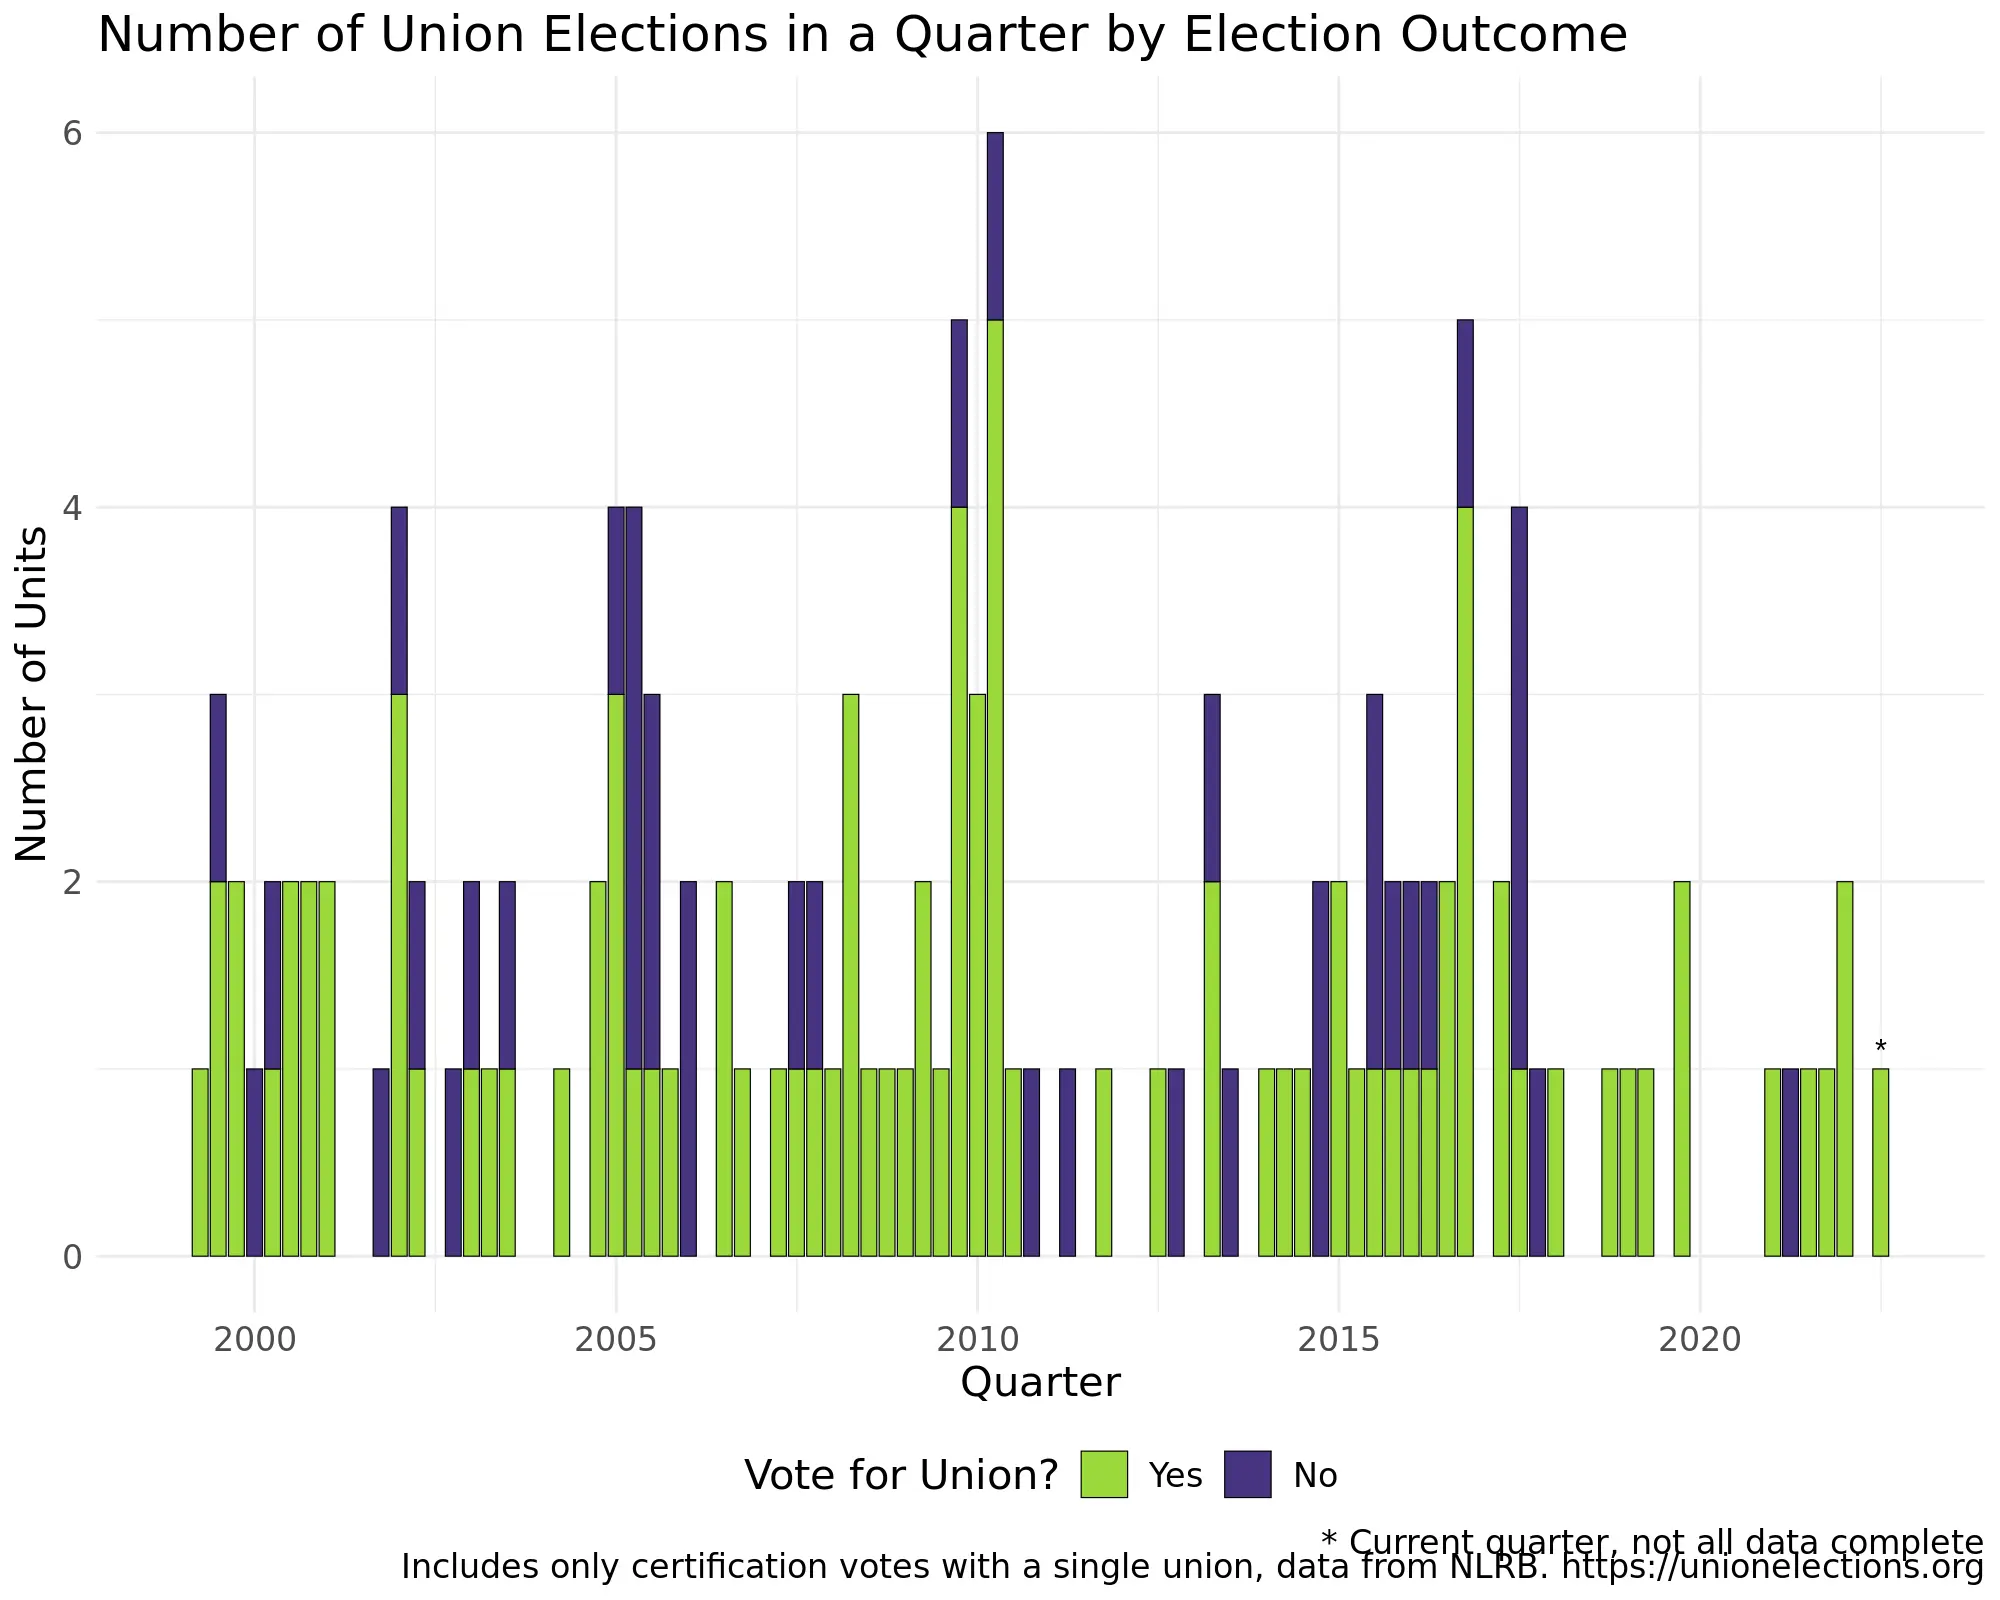 Number of Union Elections in a Quarter by Election Outcome
6
4
2
0
Number of Units
*
2000 2005 2010 2015 2020
Quarter
Vote for Union? Yes No
* Current quarter, not all data complete
Includes only certification votes with a single union, data from NLRB. https://unionelections.org